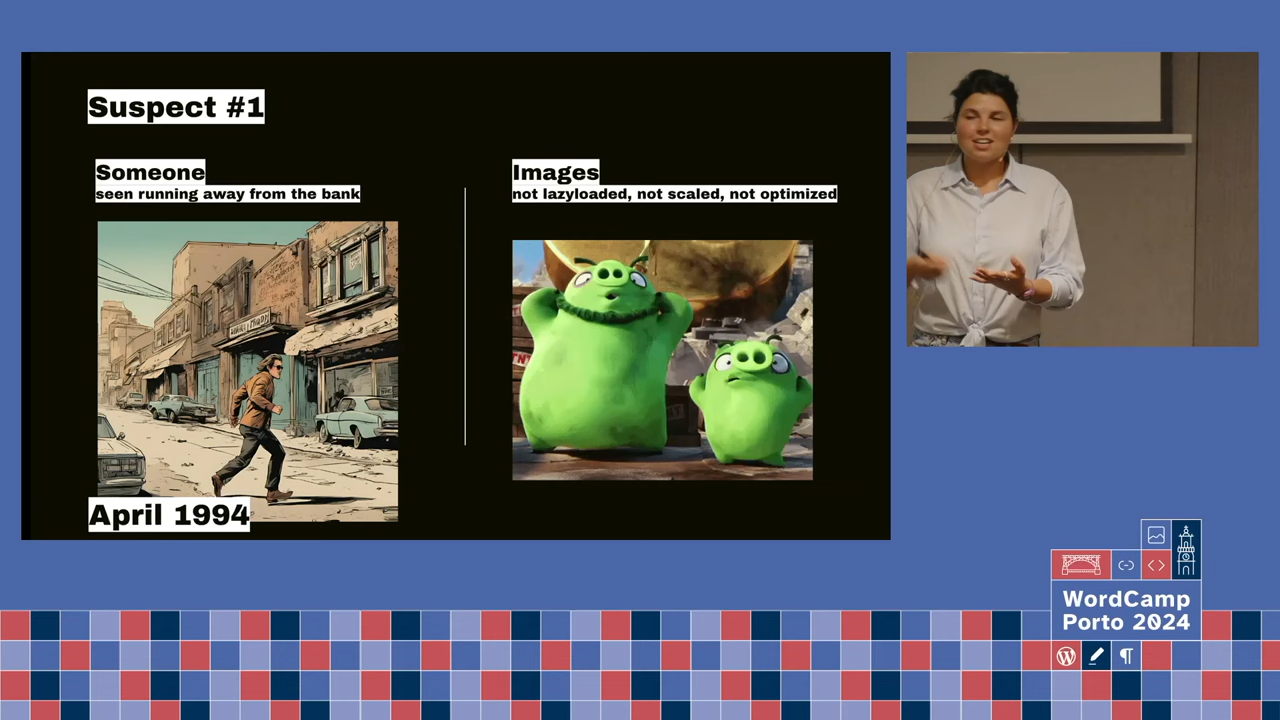 Suspect #1
Someone
seen running away from the bank
Images
not lazyloaded, not scaled, not optimized
April 1994
WordCamp
Porto 2024